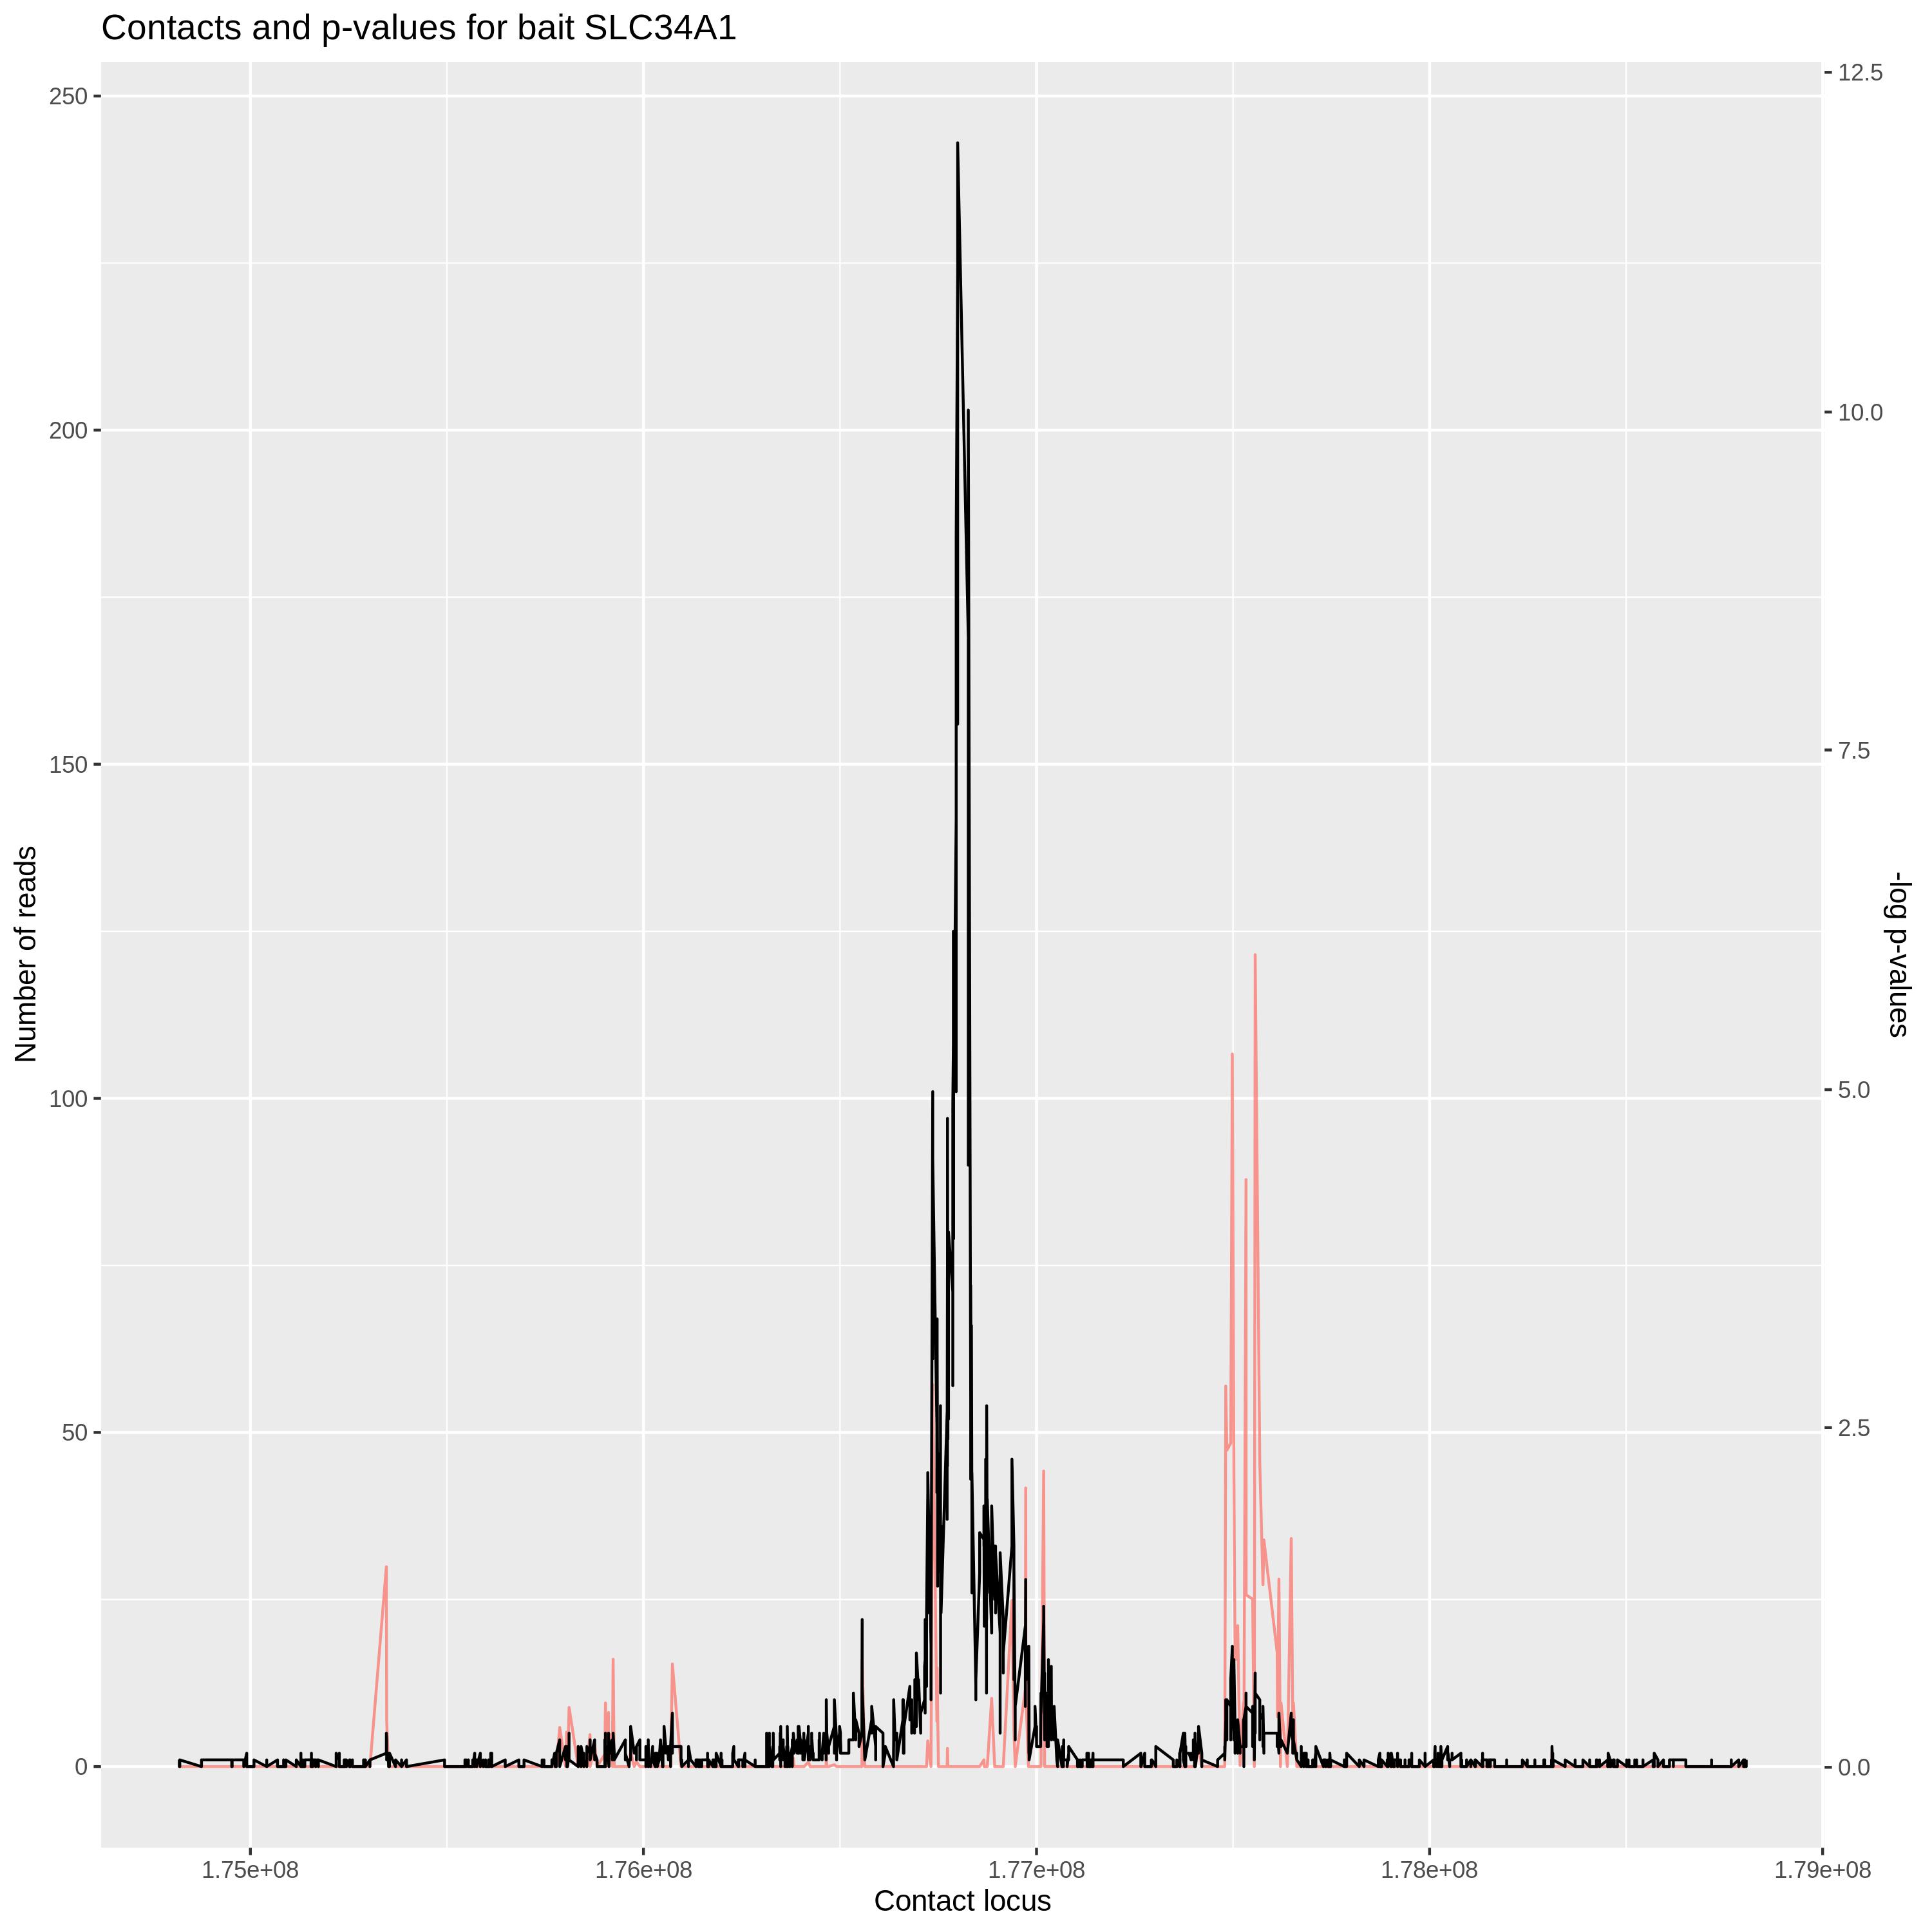 Contacts and p-values for bait SLC34A1
250
200
150
100
50
0
Number of reads
12.5
10.0
7.5
5.0
2.5
0.0
-log p-values
1.75e+08
1.76e+08
1.77e+08
1.78e+08
1.79e+08
Contact locus